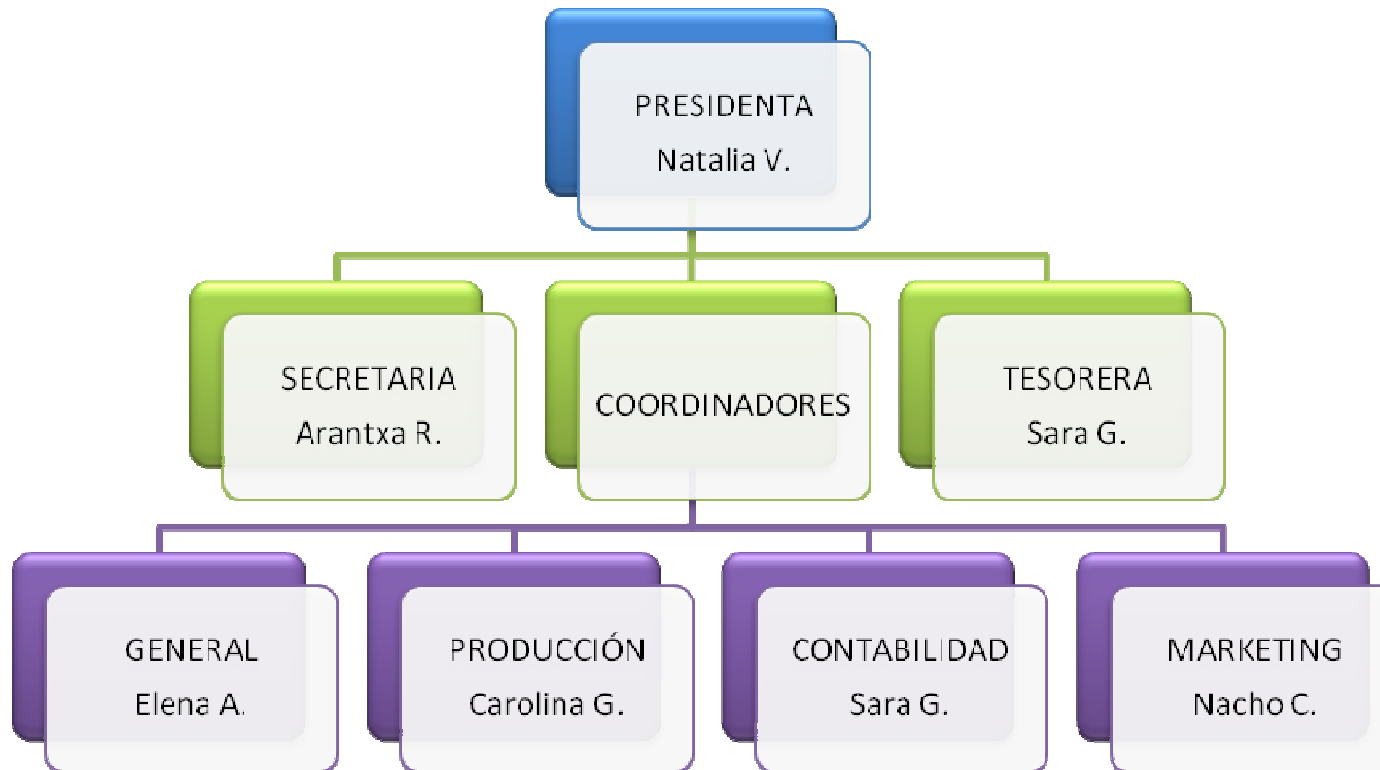 PRESIDENTA
Natalia V.
SECRETARIA
Arantxa R.
COORDINADORES
TESORERA
Sara G.
GENERAL
Elena A.
PRODUCCIÓN
Carolina G.
CONTABILIDAD
Sara G.
MARKETING
Nacho C.